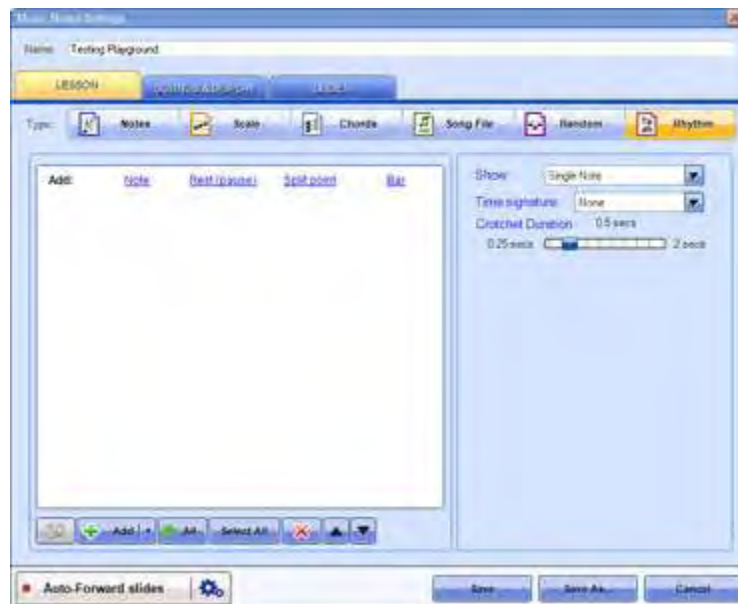 Music Notes Settings
Name: Testing Playground
LESSON
Type: Notes Scale Chords Song File Random Rhythm
Add: Note Rest (pause) Split point Bar
Show Single Note
Time signature None
Crotchet Duration 0.5 secs
0.25 secs 2 secs
Add All Select All
Auto-Forward slides Save Save As... Cancel